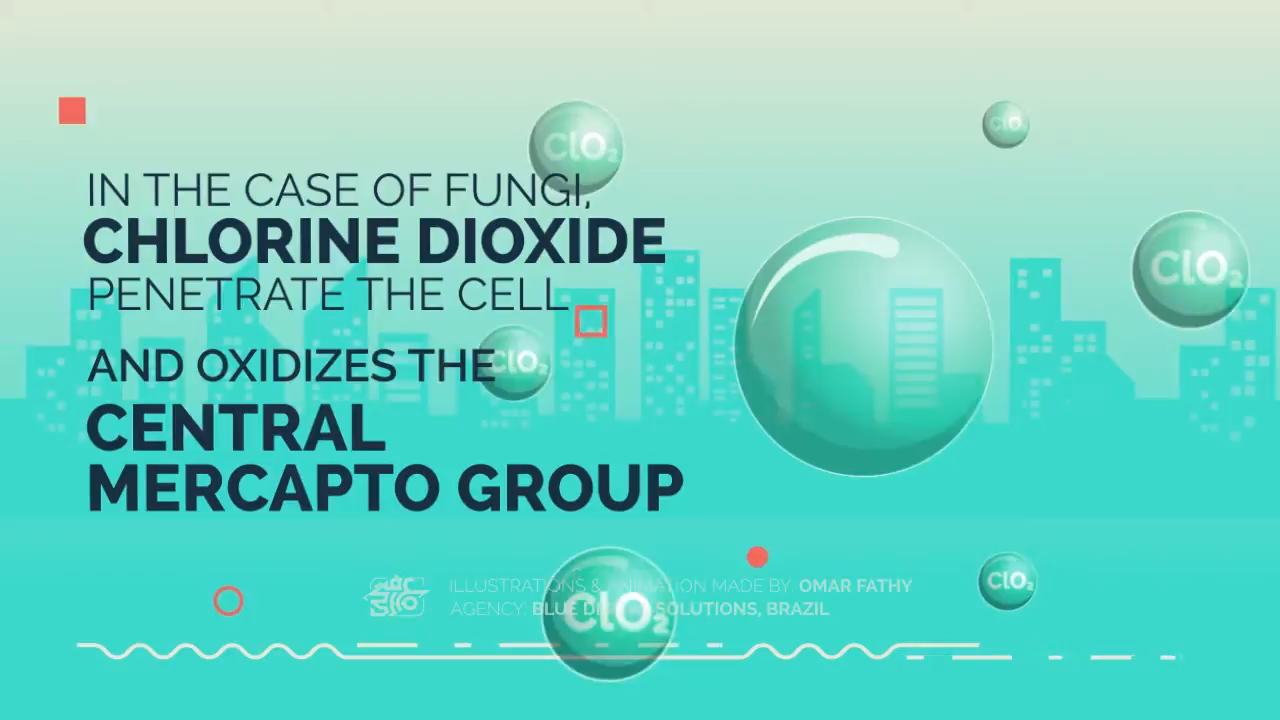 IN THE CASE OF FUNGI,
CHLORINE DIOXIDE
PENETRATE THE CELL
AND OXIDIZES THE
CENTRAL
MERCAPTO GROUP
ClO₂
ClO₂
ClO₂
ClO₂
ClO₂
ClO₂
ILLUSTRATIONS & ANIMATION MADE BY: OMAR FATHY
AGENCY: BLUE SOLUTIONS, BRAZIL